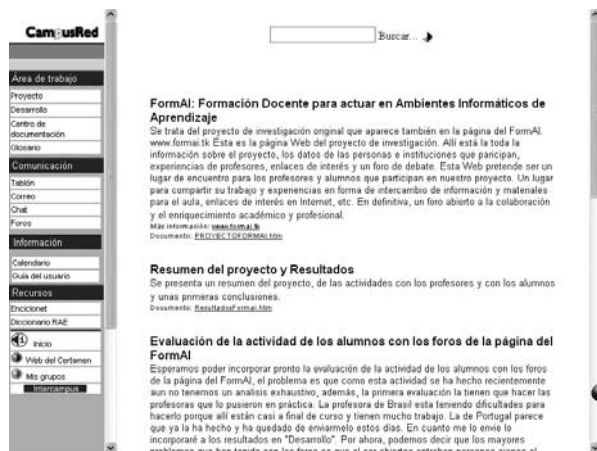 CampusRed
Área de trabajo
Proyecto
Desarrollo
Centro de
documentación
Glosario
Comunicación
Tablón
Correo
Chat
Foros
Información
Calendario
Guía del usuario
Recursos
Encicionet
Diccionario RAE
Inicio
Web del Certamen
Mis grupos
Intercampus
Buscar...
FormAI: Formación Docente para actuar en Ambientes Informáticos de
Aprendizaje
Se trata del proyecto de investigación original que aparece también en la página del FormAI.
www.formai.tk Ésta es la página Web del proyecto de investigación. Allí está la toda la
información sobre el proyecto, los datos de las personas e instituciones que paricipan,
experiencias de profesores, enlaces de interés y un foro de debate. Esta Web pretende ser un
lugar de encuentro para los profesores y alumnos que participan en nuestro proyecto. Un lugar
para compartir su trabajo y experiencias en forma de intercambio de información y materiales
para el aula, enlaces de interés en Internet, etc. En definitiva, un foro abierto a la colaboración
y el enriquecimiento académico y profesional.
Más información: www.formai.tk
Documento: PROYECTOFORMAI.htm
Resumen del proyecto y Resultados
Se presenta un resumen del proyecto, de las actividades con los profesores y con los alumnos
y unas primeras conclusiones.
Documento: ResultadosFormai.htm
Evaluación de la actividad de los alumnos con los foros de la página del
FormAI
Esperamos poder incorporar pronto la evaluación de la actividad de los alumnos con los foros
de la página del FormAI, el problema es que como esta actividad se ha hecho recientemente
aun no tenemos un analisis exhaustivo, además, la primera evaluación la tienen que hacer las
profesoras que lo pusieron en práctica. La profesora de Brasil esta teniendo dificultades para
hacerlo porque allí están casi a final de curso y tienen mucho trabajo. La de Portugal parece
que ya la ha hecho y ha quedado de enviarmelo estos días. En cuanto me lo envie lo
incorporaré a los resultados en "Desarrollo". Por ahora, podemos decir que los mayores